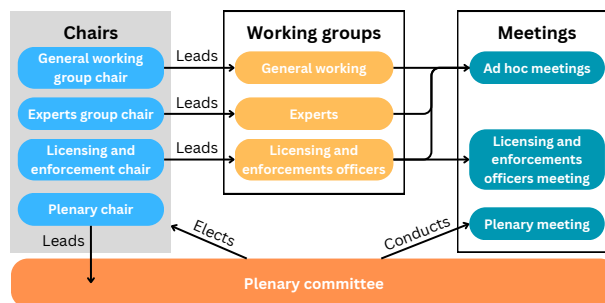 Chairs
General working
group chair
Experts group chair
Licensing and
enforcement chair
Plenary chair
Leads
Leads
Leads
Leads
Working groups
General working
Experts
Licensing and
enforcements officers
Meetings
Ad hoc meetings
Licensing and
enforcements
officers meeting
Plenary meeting
Elects
Conducts
Plenary committee